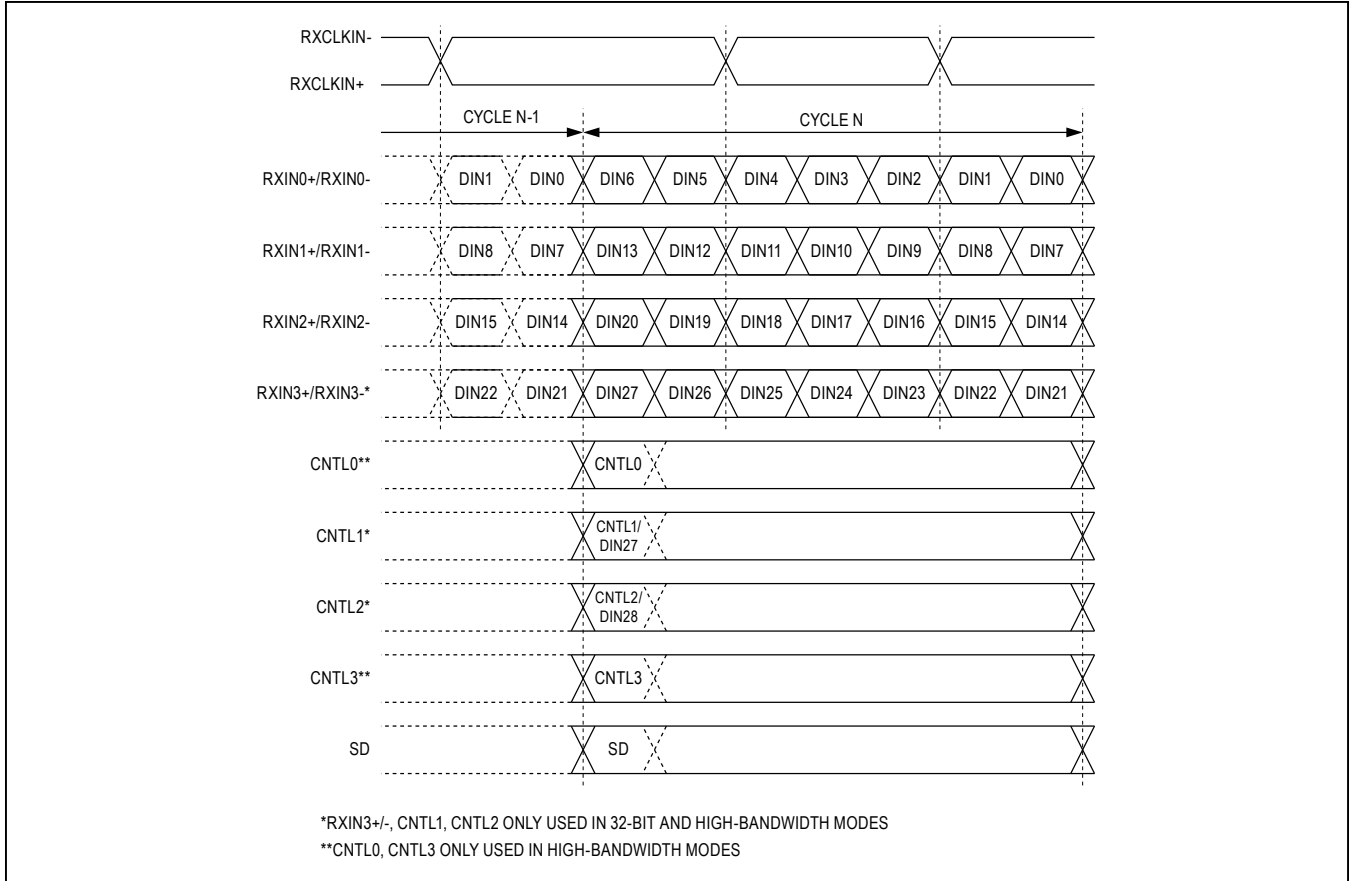 RXCLKIN-
RXCLKIN+
CYCLE N-1 CYCLE N
RXIN0+/RXIN0- DIN1 DIN0 DIN6 DIN5 DIN4 DIN3 DIN2 DIN1 DIN0
RXIN1+/RXIN1- DIN8 DIN7 DIN13 DIN12 DIN11 DIN10 DIN9 DIN8 DIN7
RXIN2+/RXIN2- DIN15 DIN14 DIN20 DIN19 DIN18 DIN17 DIN16 DIN15 DIN14
RXIN3+/RXIN3-* DIN22 DIN21 DIN27 DIN26 DIN25 DIN24 DIN23 DIN22 DIN21
CNTL0** CNTL0
CNTL1* CNTL1/
DIN27
CNTL2* CNTL2/
DIN28
CNTL3** CNTL3
SD SD
*RXIN3+/-, CNTL1, CNTL2 ONLY USED IN 32-BIT AND HIGH-BANDWIDTH MODES
**CNTL0, CNTL3 ONLY USED IN HIGH-BANDWIDTH MODES